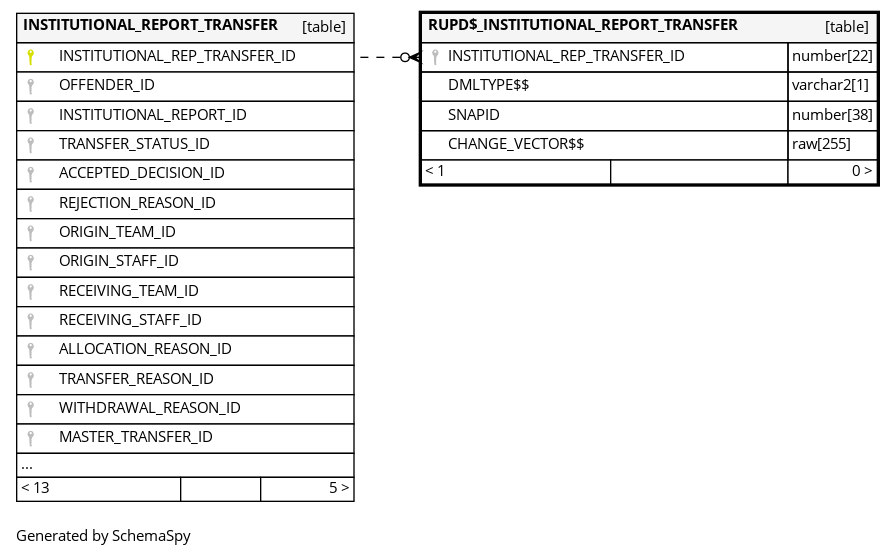 INSTITUTIONAL_REPORT_TRANSFER [table]
INSTITUTIONAL_REP_TRANSFER_ID
OFFENDER_ID
INSTITUTIONAL_REPORT_ID
TRANSFER_STATUS_ID
ACCEPTED_DECISION_ID
REJECTION_REASON_ID
ORIGIN_TEAM_ID
ORIGIN_STAFF_ID
RECEIVING_TEAM_ID
RECEIVING_STAFF_ID
ALLOCATION_REASON_ID
TRANSFER_REASON_ID
WITHDRAWAL_REASON_ID
MASTER_TRANSFER_ID
...
< 13 5 >
RUPD$_INSTITUTIONAL_REPORT_TRANSFER [table]
INSTITUTIONAL_REP_TRANSFER_ID number[22]
DMLTYPE$$ varchar2[1]
SNAPID number[38]
CHANGE_VECTOR$$ raw[255]
< 1 0 >
Generated by SchemaSpy